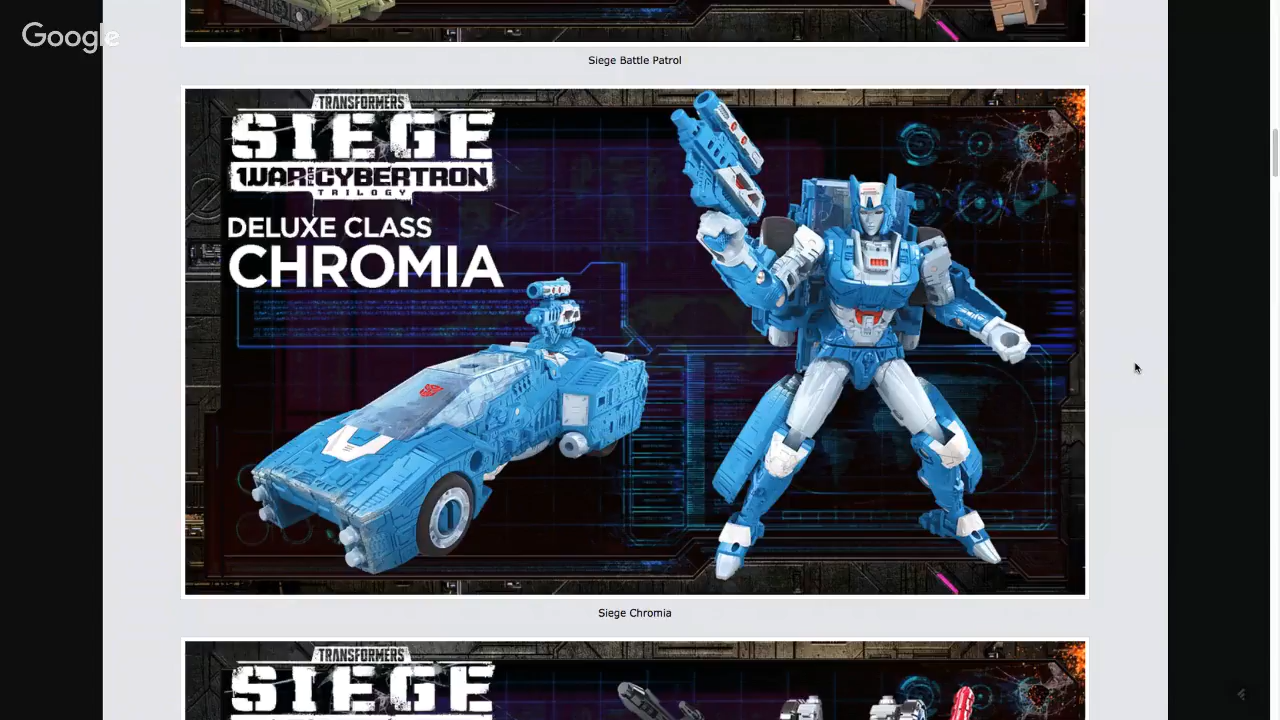 Google
Siege Battle Patrol
TRANSFORMERS
SIEGE
WAR FOR CYBERTRON
TRILOGY
DELUXE CLASS
CHROMIA
Siege Chromia
TRANSFORMERS
SIEGE